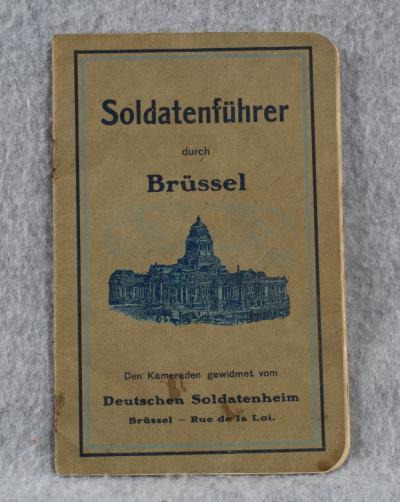 Soldatenführer
durch
Brüssel
Den Kameraden gewidmet vom
Deutschen Soldatenheim
Brüssel — Rue de la Loi.